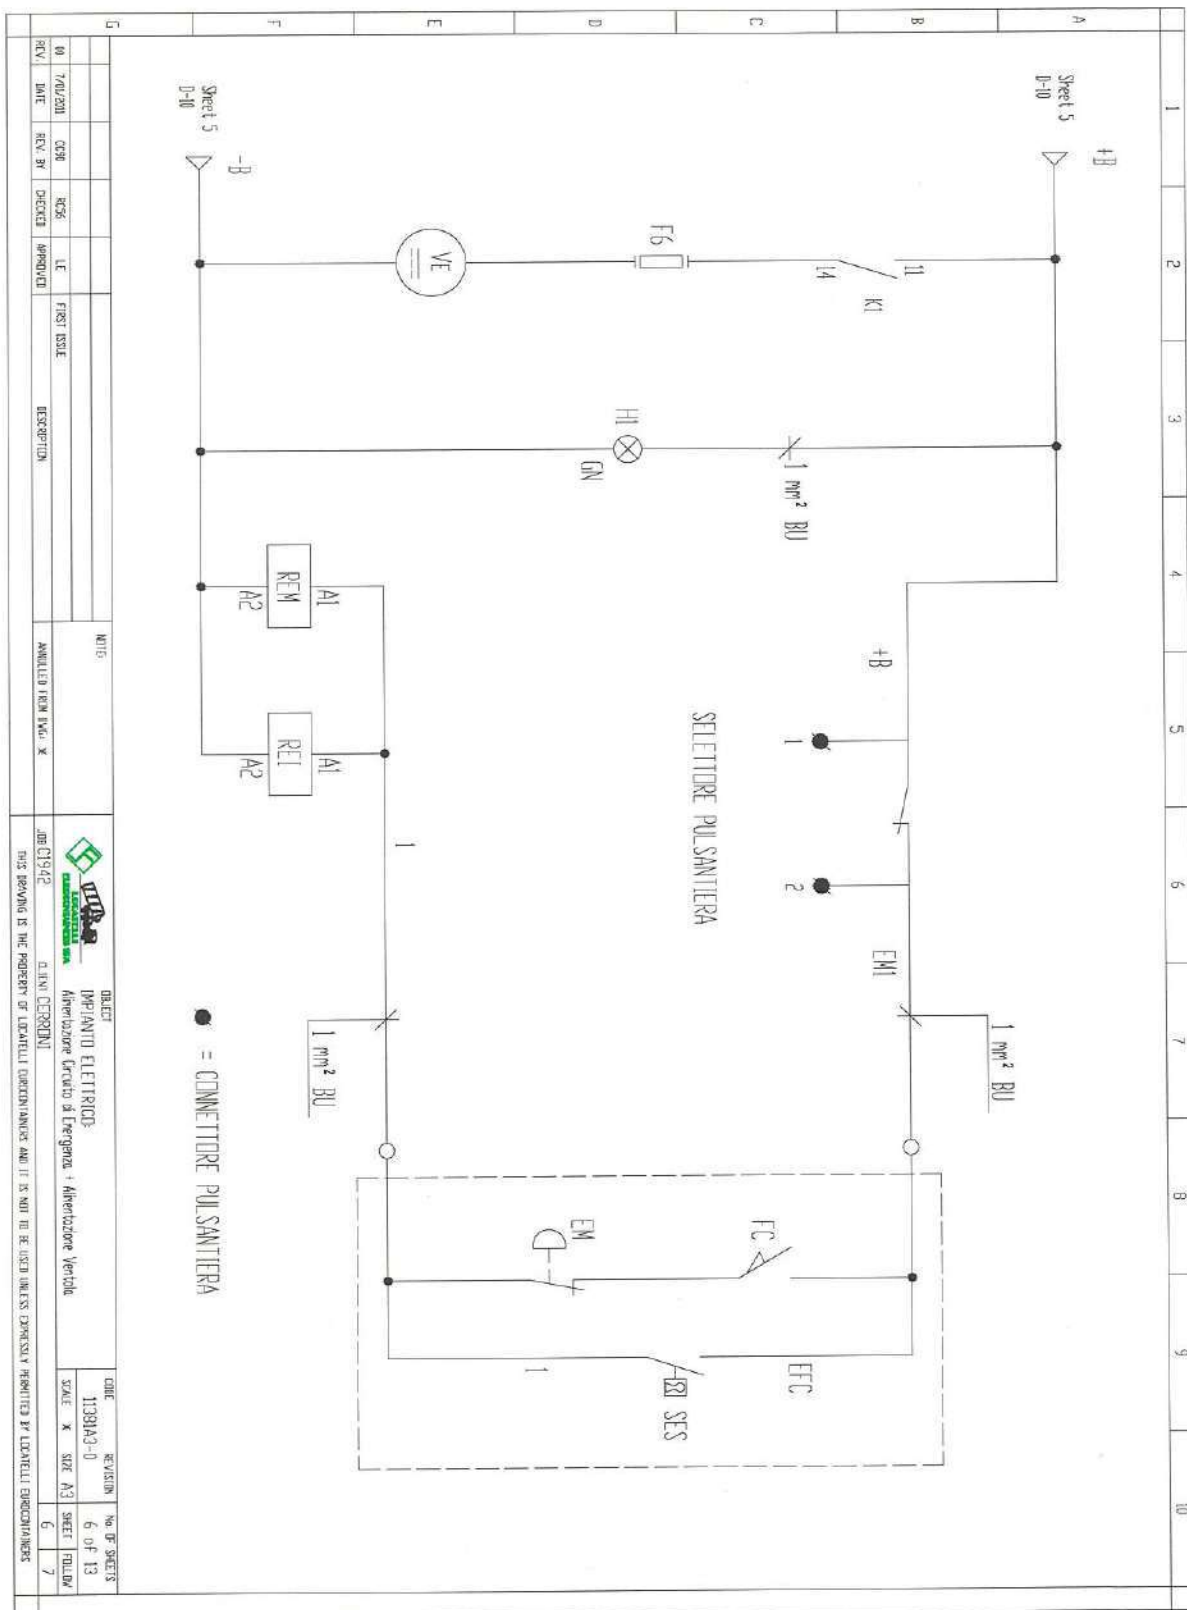 1 2 3 4 5 6 7 8 9 10
A
B
C
D
E
F
G
Sheet 5
D-10
+B
11
K1
14
F6
VE
1 mm² BU
H1
GN
+B
1
2
SELETTORE PULSANTIERA
EM1
1 mm² BU
FC
EM
EFC
SES
1
A1
REM
A2
A1
REI
A2
1
1 mm² BU
= CONNETTORE PULSANTIERA
Sheet 5
D-10
-B
NOTE:
00 7/01/2011 CC90 RC56 LE FIRST ISSUE
REV. DATE REV. BY CHECKED APPROVED DESCRIPTION
ANNULLED FROM DWG.: X
LOCATELLI
EUROCONTAINERS SPA
OBJECT
IMPIANTO ELETTRICO:
Alimentazione Circuito di Emergenza + Alimentazione Ventola
JOB C1942
CLIENT CERRONI
CODE REVISION
11381A3-0
No. OF SHEETS
6 of 13
SCALE X SIZE A3
SHEET FOLLOW
6 7
THIS DRAWING IS THE PROPERTY OF LOCATELLI EUROCONTAINERS AND IT IS NOT TO BE USED UNLESS EXPRESSLY PERMITTED BY LOCATELLI EUROCONTAINERS